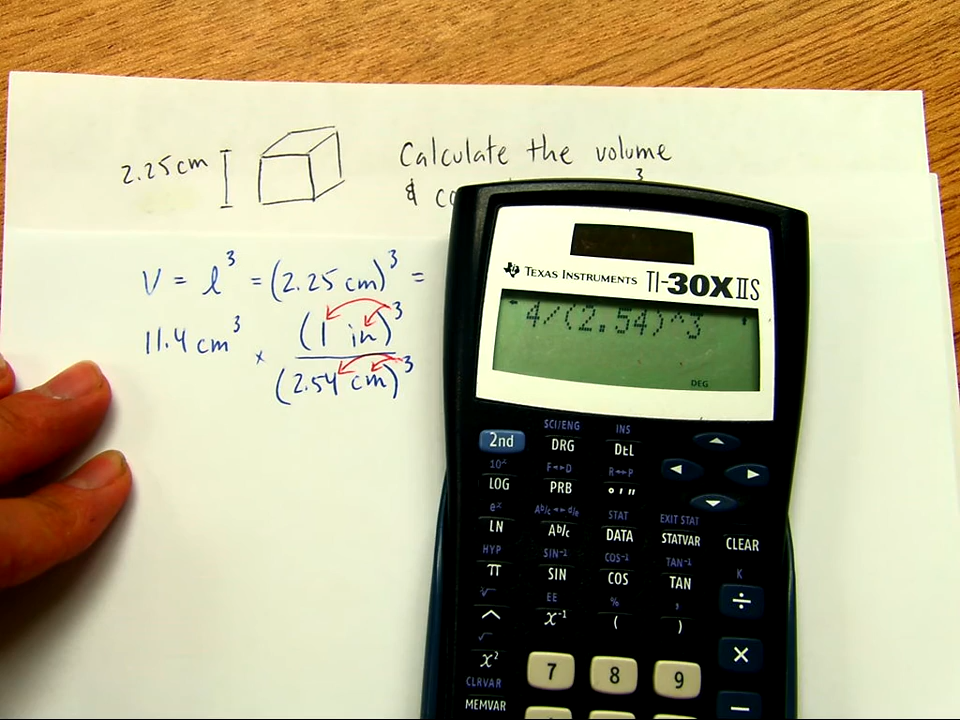 2.25 cm
Calculate the volume
& co
3
V = l³ = (2.25 cm)³ =
11.4 cm³ × (1 in)³
(2.54 cm)³
TEXAS INSTRUMENTS TI-30X IIS
4/(2.54)^3
DEG
SCI/ENG INS
2nd DRG DEL
10ˣ F◄►D R◄►P
LOG PRB ° ' "
eˣ Ab/c ◄► d/e STAT EXIT STAT
LN Ab/c DATA STATVAR CLEAR
HYP SIN⁻¹ COS⁻¹ TAN⁻¹ K
π SIN COS TAN ÷
ˣ√ EE % ,
^ x⁻¹ ( ) ×
√
x² 7 8 9 −
CLRVAR
MEMVAR